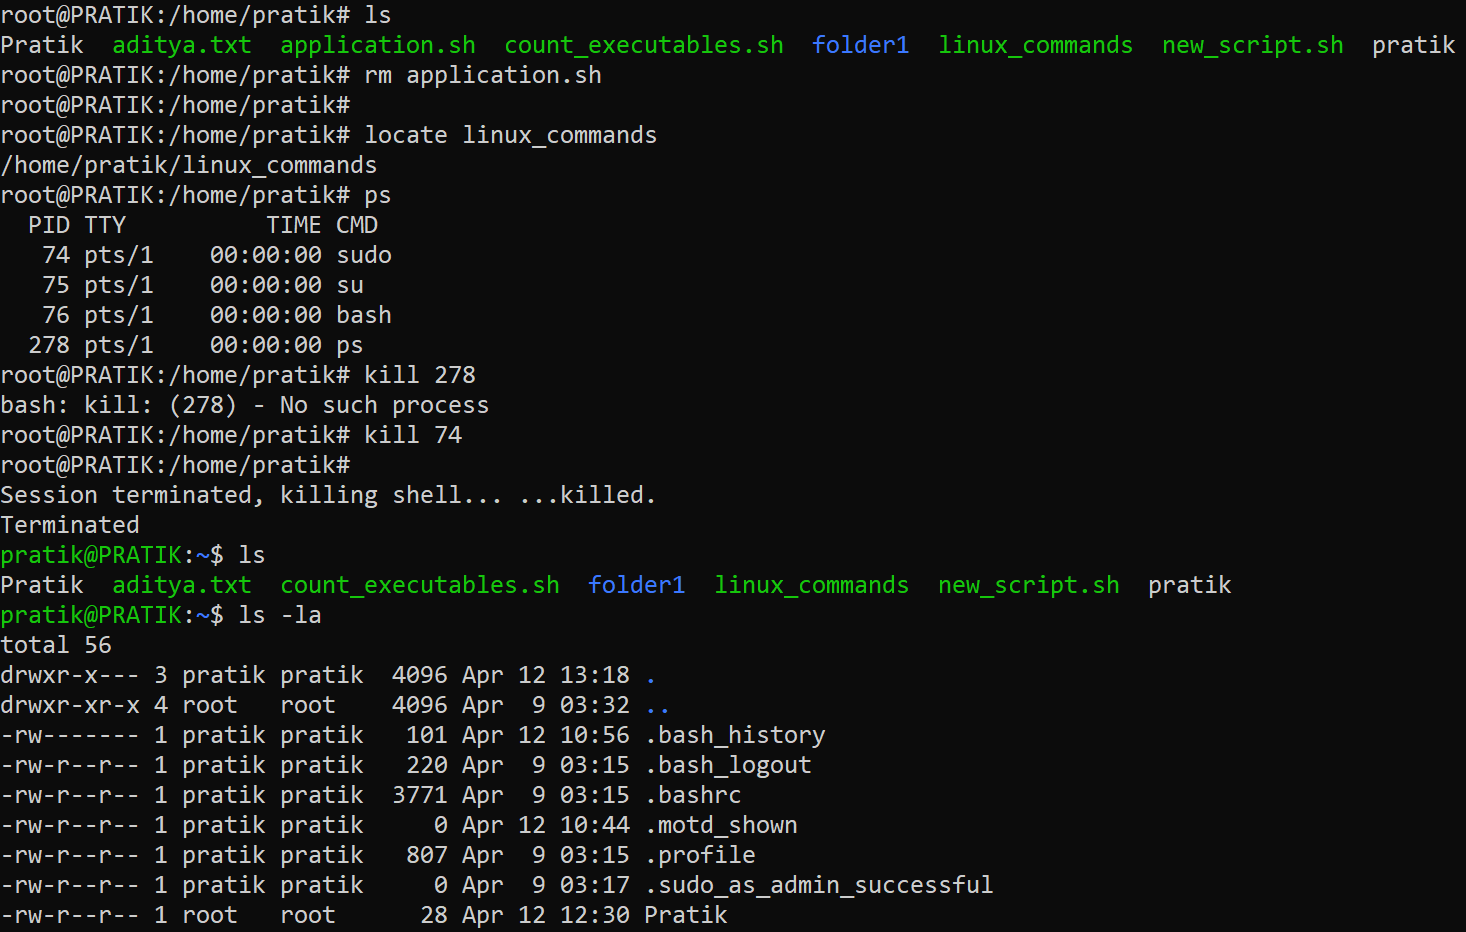 root@PRATIK:/home/pratik# ls
Pratik  aditya.txt  application.sh  count_executables.sh  folder1  linux_commands  new_script.sh  pratik
root@PRATIK:/home/pratik# rm application.sh
root@PRATIK:/home/pratik#
root@PRATIK:/home/pratik# locate linux_commands
/home/pratik/linux_commands
root@PRATIK:/home/pratik# ps
  PID TTY          TIME CMD
   74 pts/1    00:00:00 sudo
   75 pts/1    00:00:00 su
   76 pts/1    00:00:00 bash
  278 pts/1    00:00:00 ps
root@PRATIK:/home/pratik# kill 278
bash: kill: (278) - No such process
root@PRATIK:/home/pratik# kill 74
root@PRATIK:/home/pratik#
Session terminated, killing shell... ...killed.
Terminated
pratik@PRATIK:~$ ls
Pratik  aditya.txt  count_executables.sh  folder1  linux_commands  new_script.sh  pratik
pratik@PRATIK:~$ ls -la
total 56
drwxr-x--- 3 pratik pratik  4096 Apr 12 13:18 .
drwxr-xr-x 4 root   root    4096 Apr  9 03:32 ..
-rw------- 1 pratik pratik   101 Apr 12 10:56 .bash_history
-rw-r--r-- 1 pratik pratik   220 Apr  9 03:15 .bash_logout
-rw-r--r-- 1 pratik pratik  3771 Apr  9 03:15 .bashrc
-rw-r--r-- 1 pratik pratik     0 Apr 12 10:44 .motd_shown
-rw-r--r-- 1 pratik pratik   807 Apr  9 03:15 .profile
-rw-r--r-- 1 pratik pratik     0 Apr  9 03:17 .sudo_as_admin_successful
-rw-r--r-- 1 root   root      28 Apr 12 12:30 Pratik